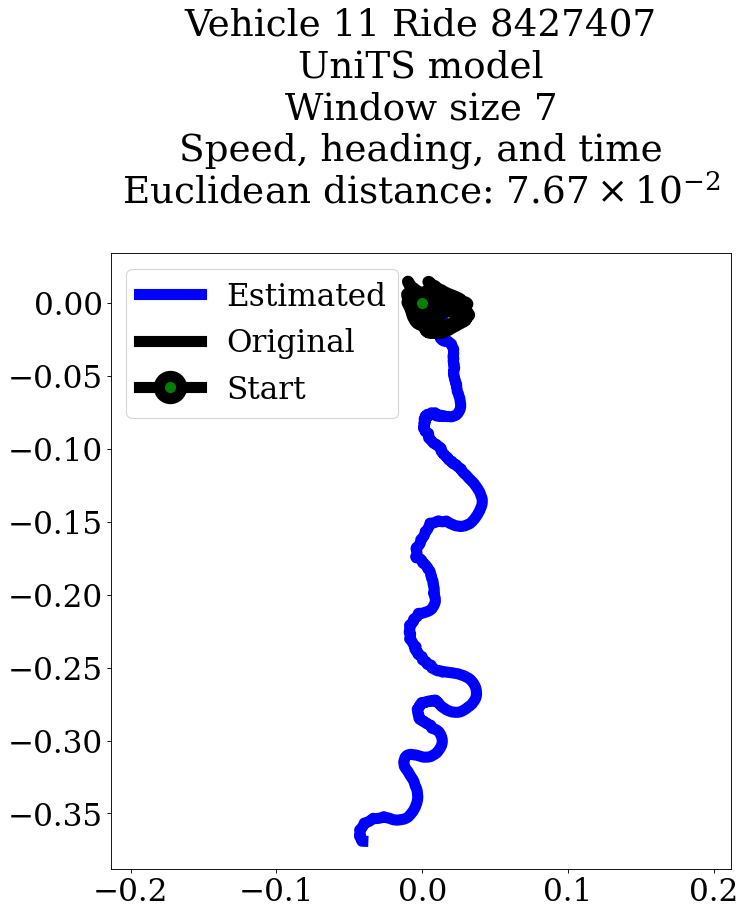 Vehicle 11 Ride 8427407
UniTS model
Window size 7
Speed, heading, and time
Euclidean distance: 7.67 × 10⁻²
Estimated
Original
Start
0.00
−0.05
−0.10
−0.15
−0.20
−0.25
−0.30
−0.35
−0.2 −0.1 0.0 0.1 0.2